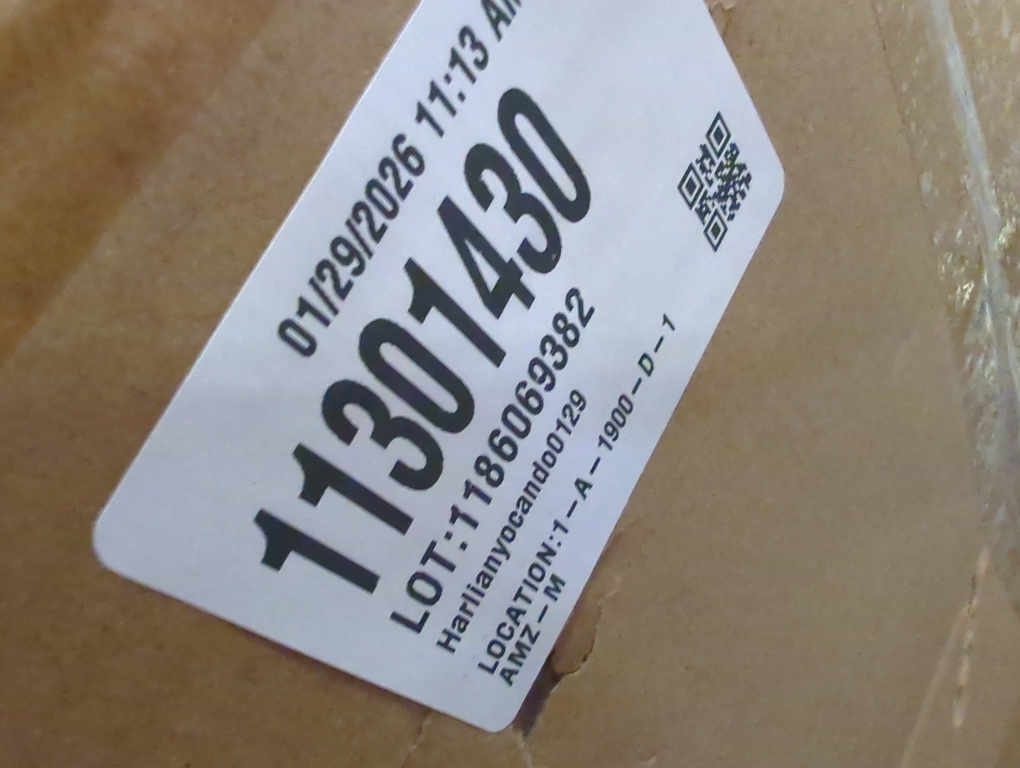 01/29/2026 11:13 AM
11301430
LOT:1186069382
Harlianyocando0129
LOCATION:1-A-1900-D-1
AMZ-M